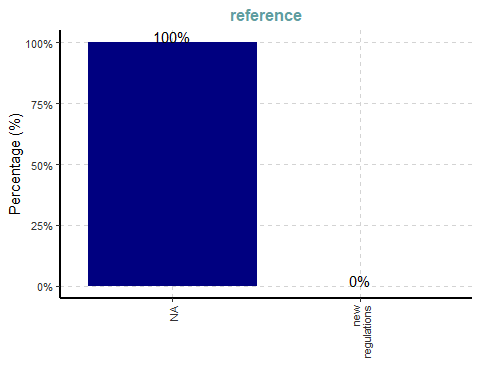 reference
100%
100%
75%
50%
25%
0%
0%
Percentage (%)
NA
new
regulations